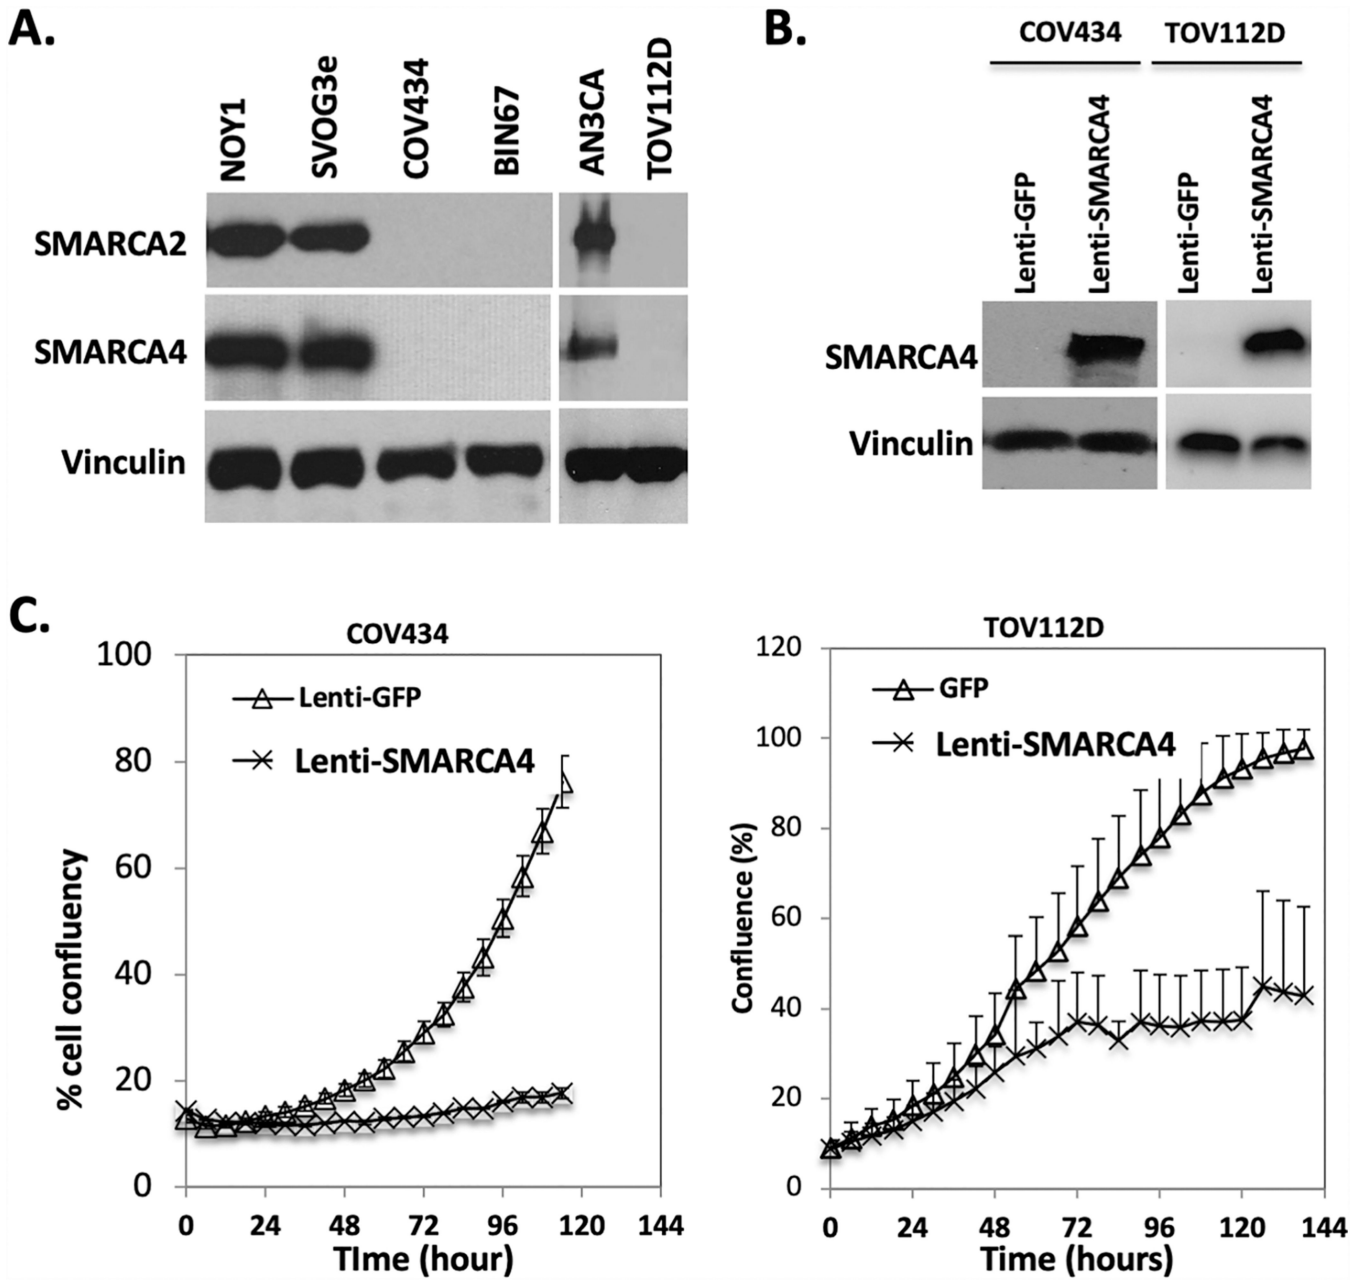 A.
NOY1
SVOG3e
COV434
BIN67
AN3CA
TOV112D
SMARCA2
SMARCA4
Vinculin
B.
COV434
TOV112D
Lenti-GFP
Lenti-SMARCA4
Lenti-GFP
Lenti-SMARCA4
SMARCA4
Vinculin
C.
COV434
Lenti-GFP
Lenti-SMARCA4
% cell confluency
100
80
60
40
20
0
0 24 48 72 96 120 144
TIme (hour)
TOV112D
GFP
Lenti-SMARCA4
Confluence (%)
120
100
80
60
40
20
0
0 24 48 72 96 120 144
Time (hours)